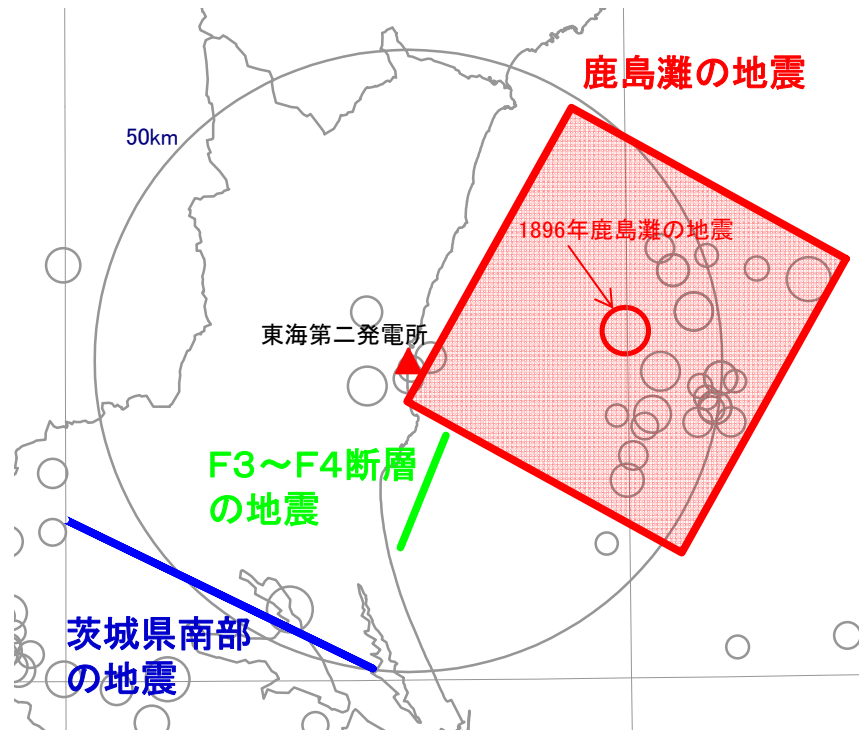 鹿島灘の地震
50km
1896年鹿島灘の地震
東海第二発電所
F3～F4断層
の地震
茨城県南部
の地震